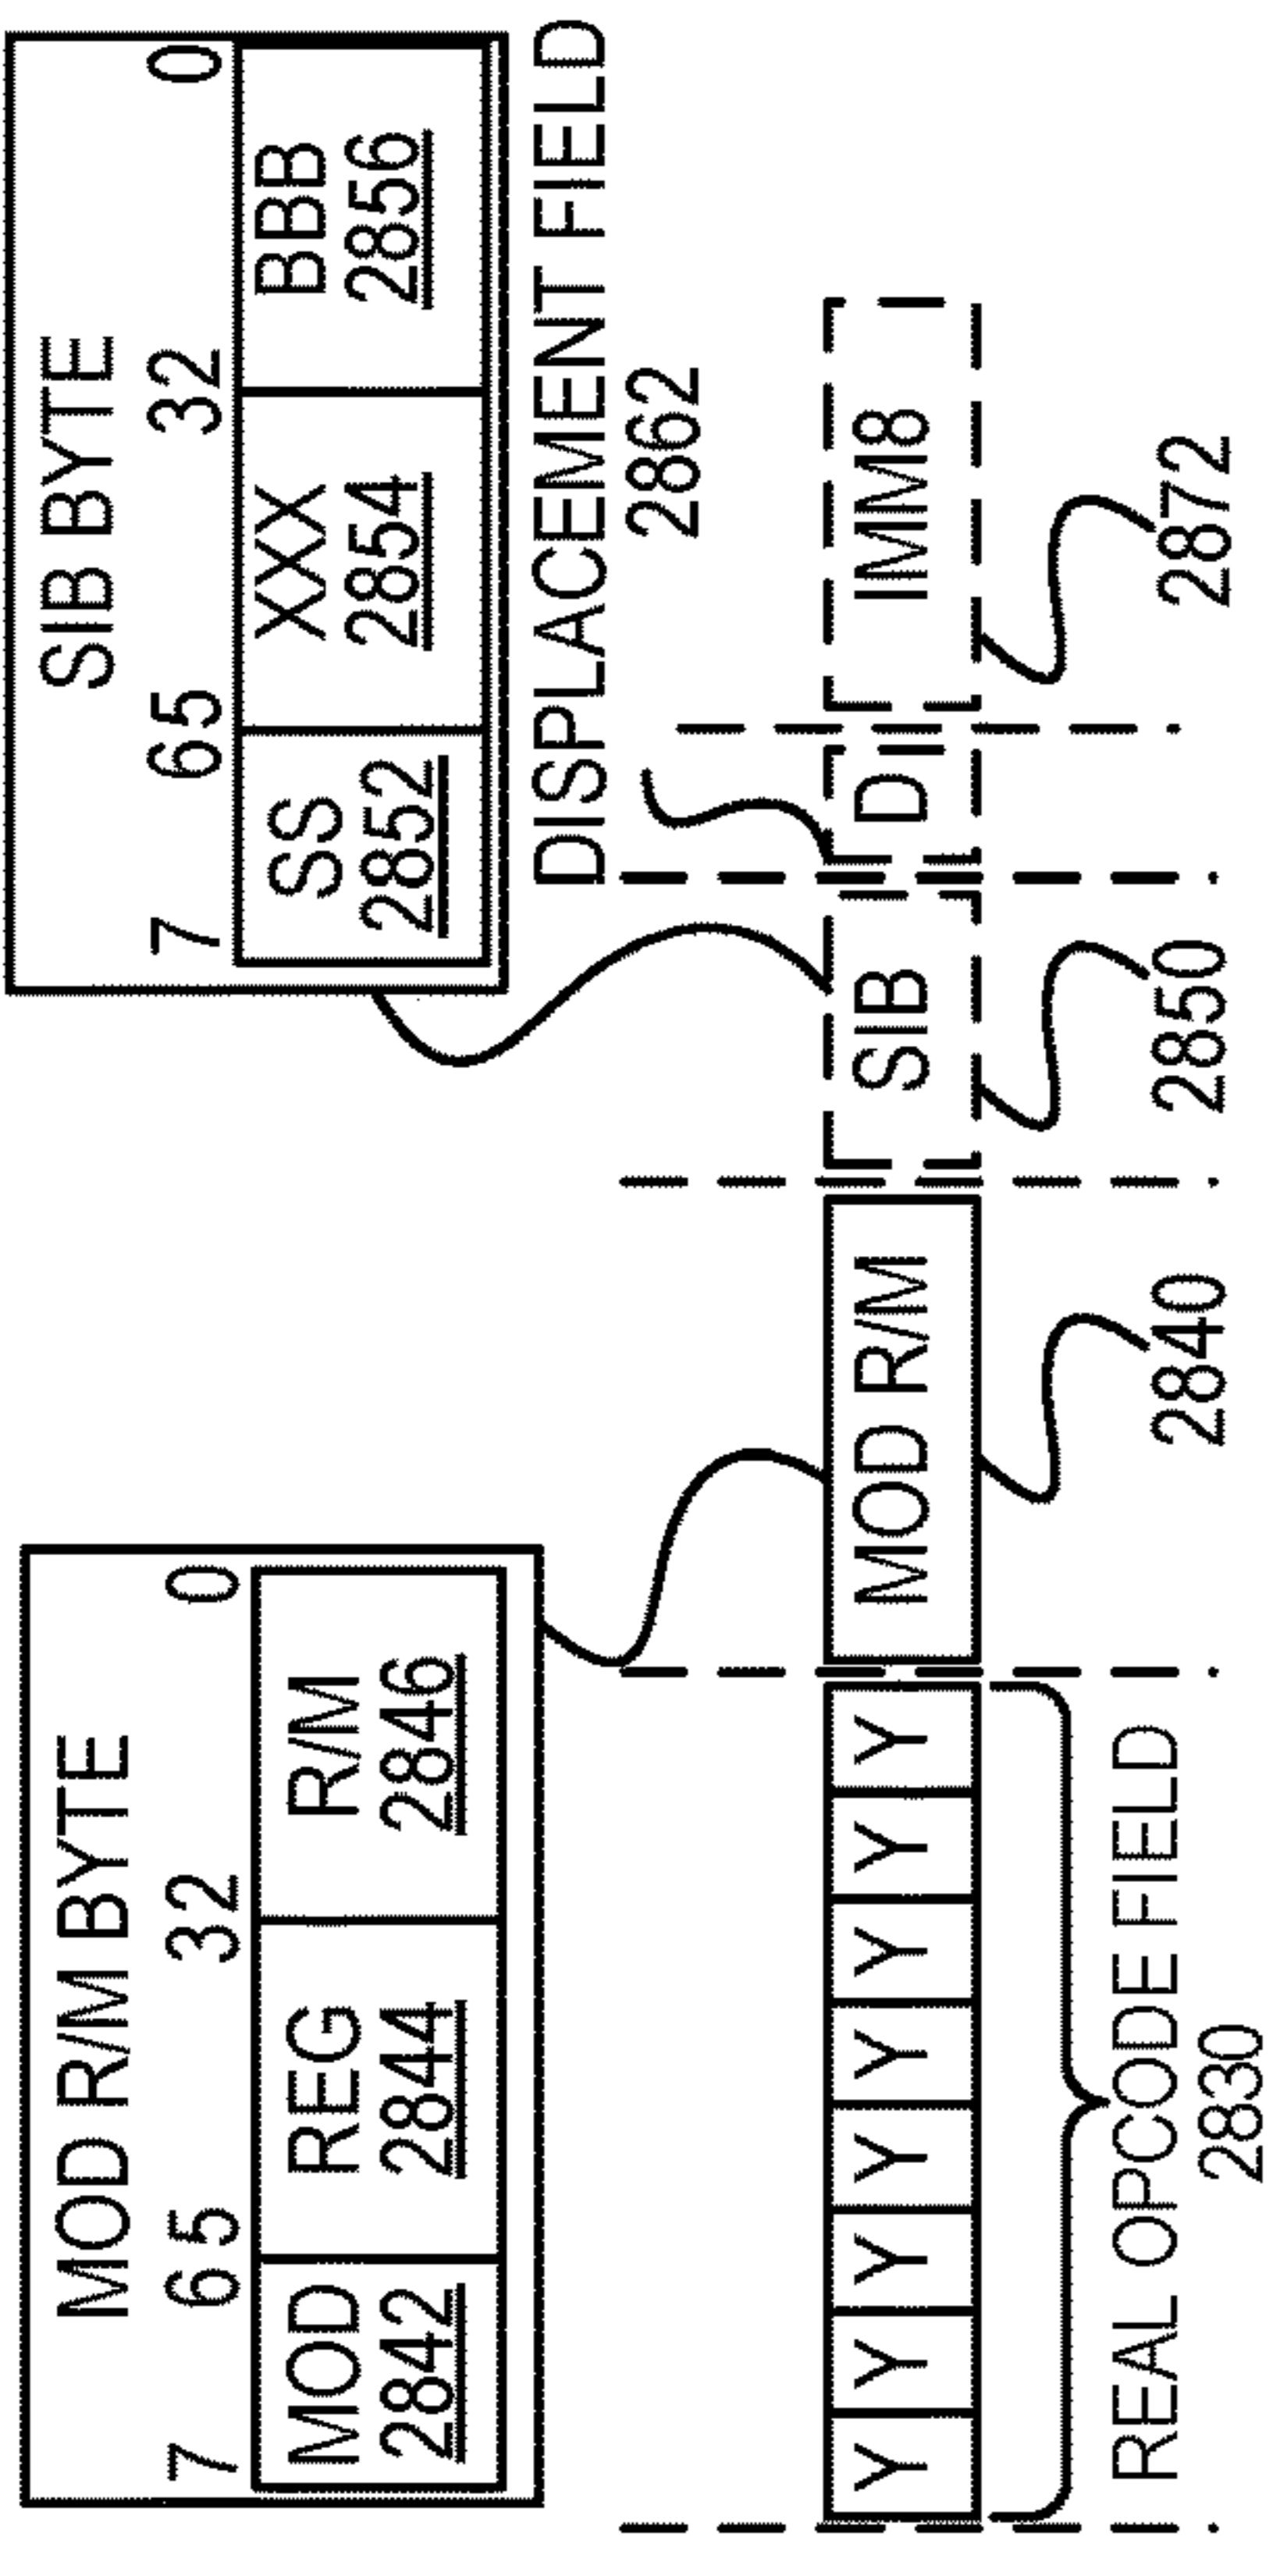 MOD R/M BYTE
7 6 5 3 2 0
MOD REG R/M
2842 2844 2846
SIB BYTE
7 6 5 3 2 0
SS XXX BBB
2852 2854 2856
DISPLACEMENT FIELD
2862
Y Y Y Y Y Y Y Y MOD R/M SIB D IMM8
REAL OPCODE FIELD
2830
2840 2850 2872